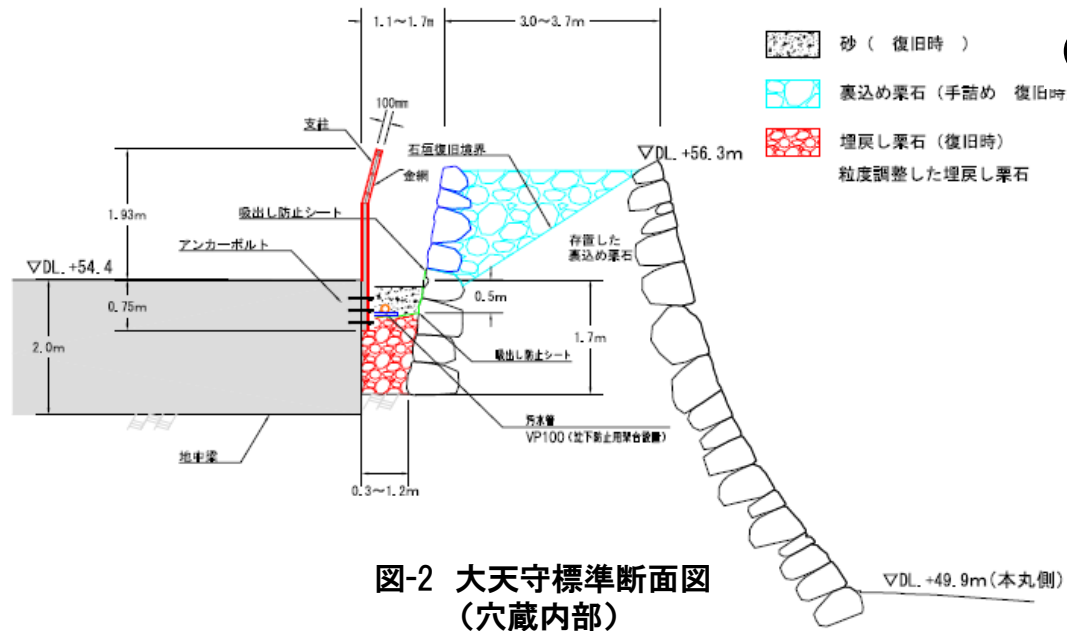 1.1~1.7m
3.0~3.7m
砂( 復旧時 )
裏込め栗石(手詰め 復旧時
埋戻し栗石(復旧時)
粒度調整した埋戻し栗石
100mm
支柱
石垣復旧境界
▽DL.+56.3m
金網
1.93m
吸出し防止シート
存置した
裏込め栗石
アンカーボルト
▽DL.+54.4
0.75m
0.5m
2.0m
1.7m
吸出し防止シート
汚水管
VP100(沈下防止用架台設置)
地中梁
0.3~1.2m
図-2 大天守標準断面図
(穴蔵内部)
▽DL.+49.9m(本丸側)